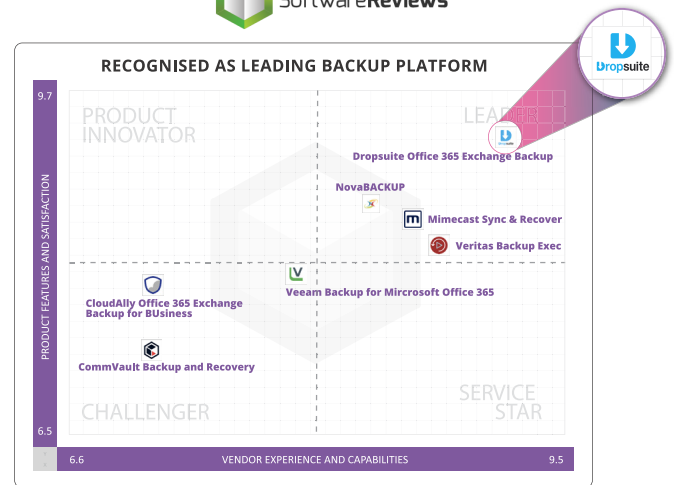 SoftwareReviews
Dropsuite
RECOGNISED AS LEADING BACKUP PLATFORM
9.7
PRODUCT
INNOVATOR
LEADER
Dropsuite Office 365 Exchange Backup
NovaBACKUP
Mimecast Sync & Recover
Veritas Backup Exec
Veeam Backup for Mircrosoft Office 365
CloudAlly Office 365 Exchange
Backup for BUsiness
CommVault Backup and Recovery
PRODUCT FEATURES AND SATISFACTION
CHALLENGER
SERVICE
STAR
6.5
6.6
VENDOR EXPERIENCE AND CAPABILITIES
9.5